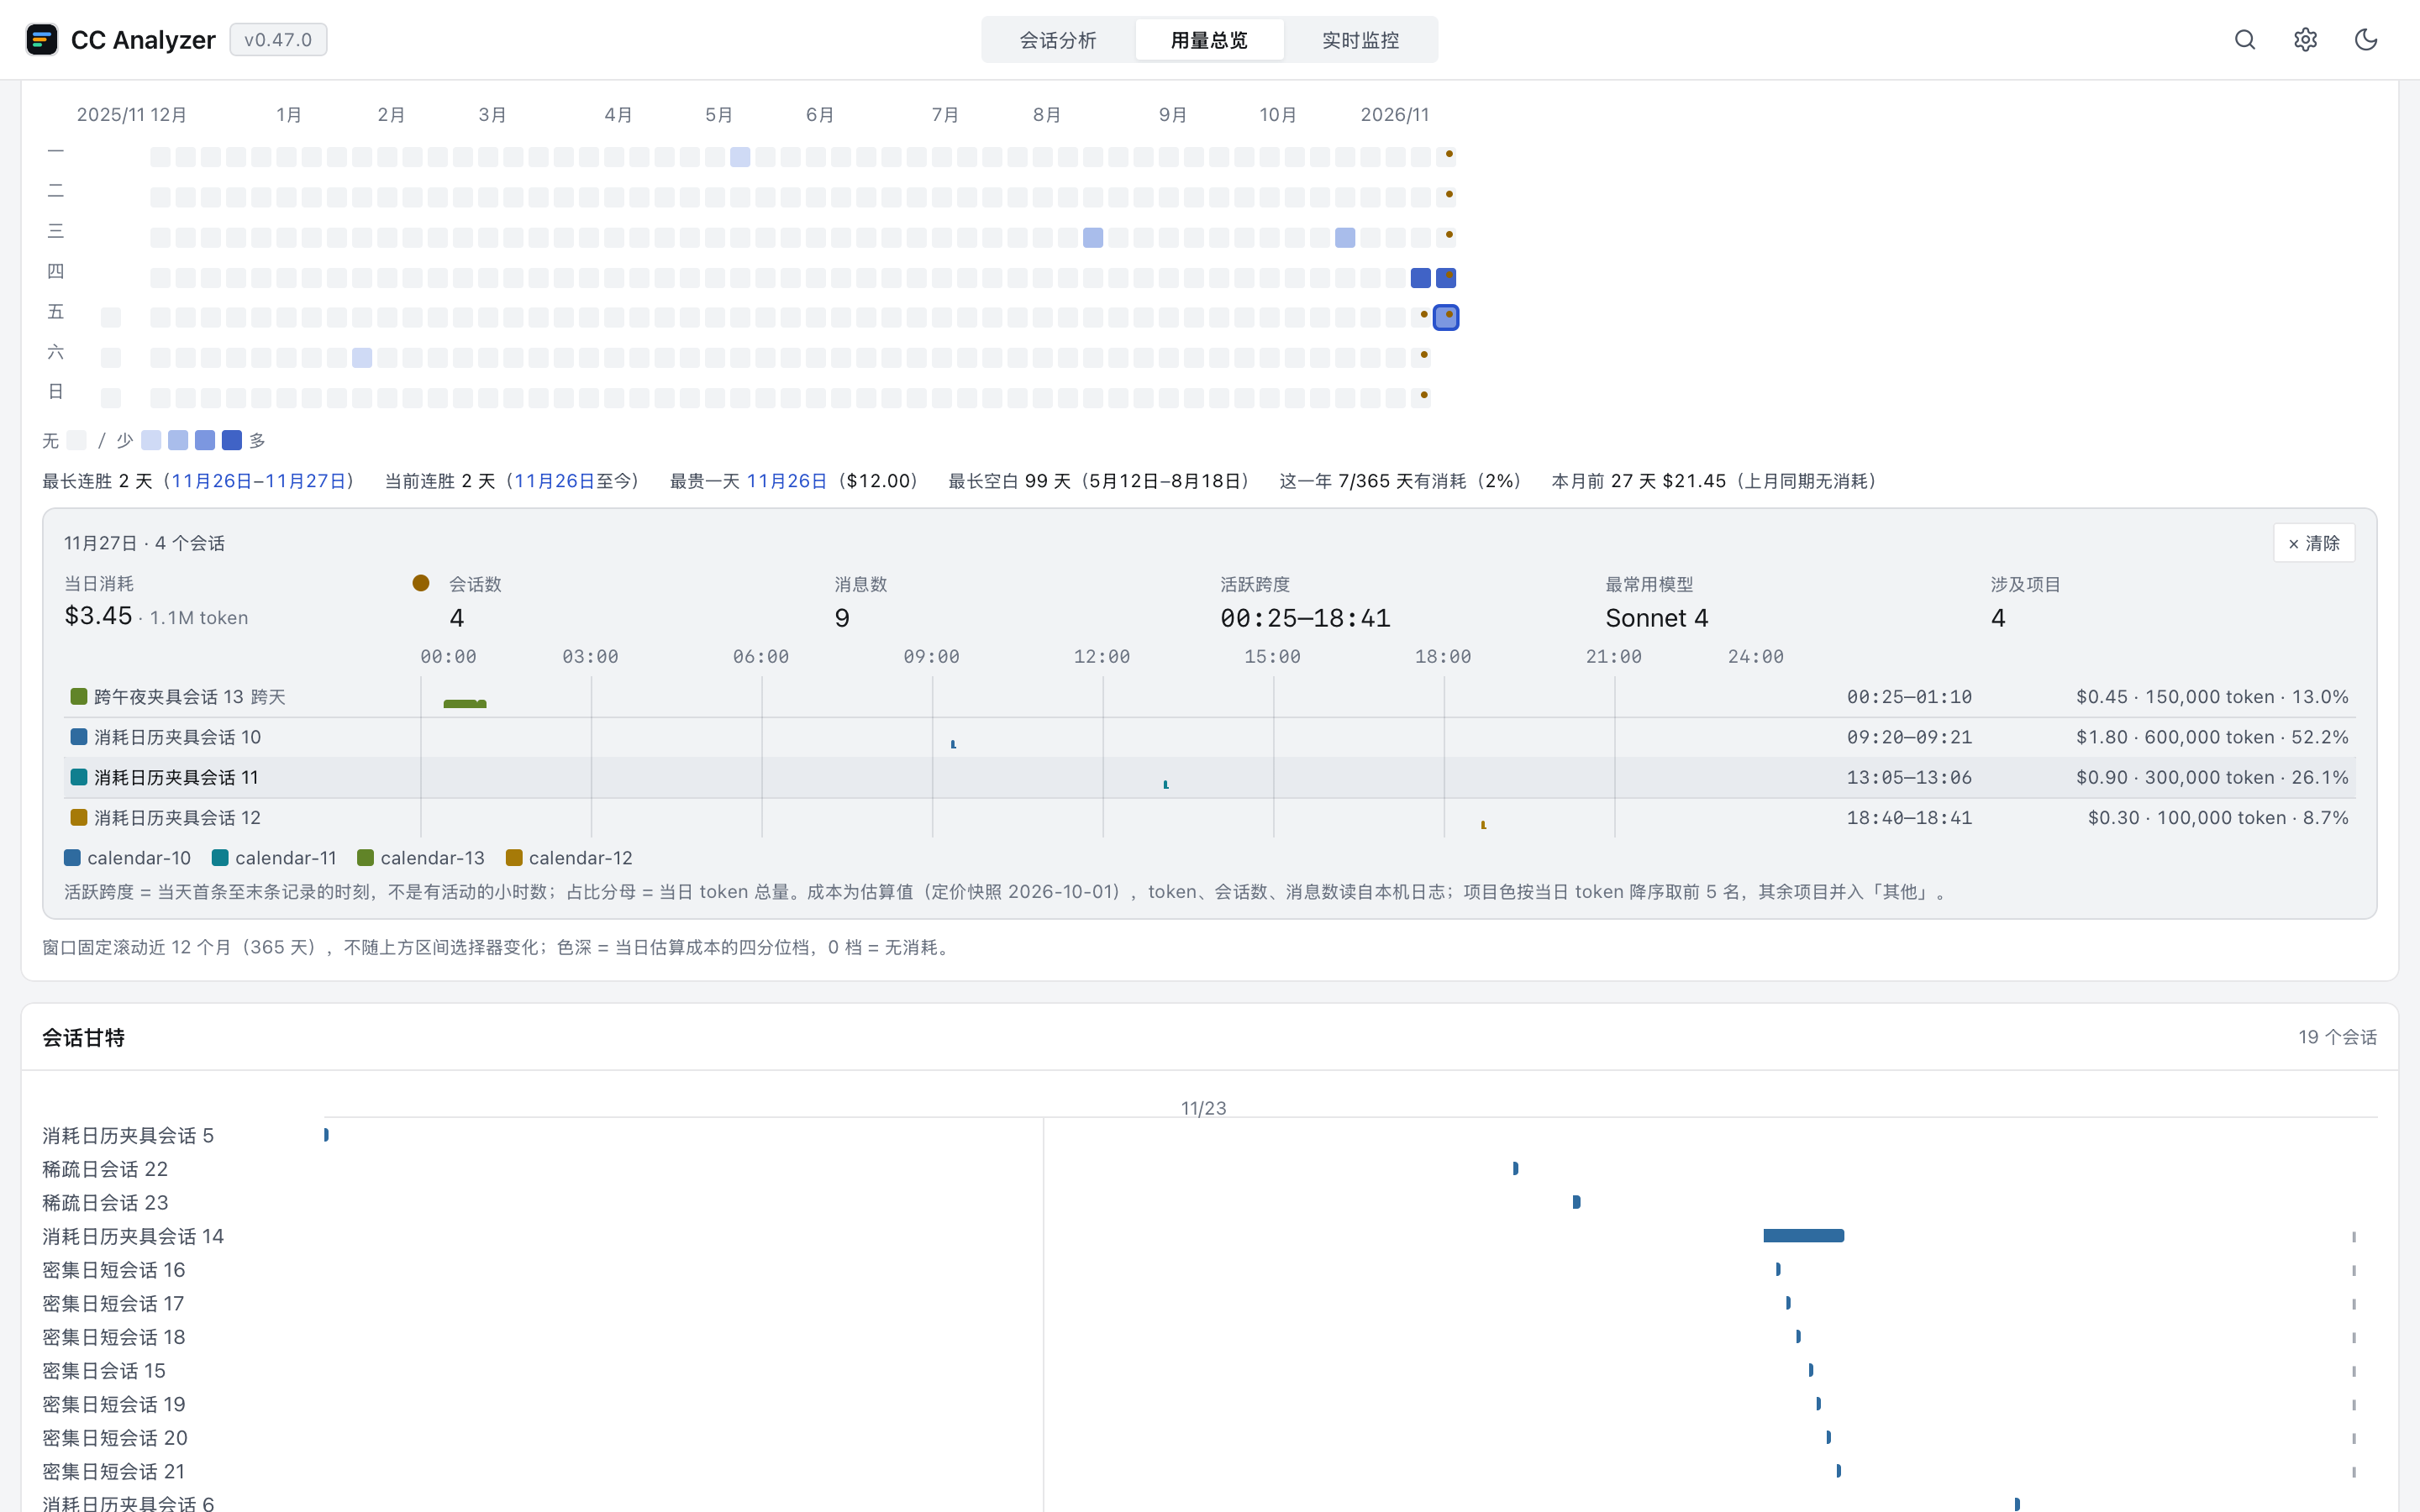 CC Analyzer v0.47.0 会话分析 用量总览 实时监控
2025/11 12月 1月 2月 3月 4月 5月 6月 7月 8月 9月 10月 2026/11
一
二
三
四
五
六
日
无 / 少 多
最长连胜 2 天（11月26日–11月27日） 当前连胜 2 天（11月26日至今） 最贵一天 11月26日（$12.00） 最长空白 99 天（5月12日–8月18日） 这一年 7/365 天有消耗（2%） 本月前 27 天 $21.45（上月同期无消耗）
11月27日 · 4 个会话 × 清除
当日消耗 会话数 消息数 活跃跨度 最常用模型 涉及项目
$3.45 · 1.1M token 4 9 00:25–18:41 Sonnet 4 4
00:00 03:00 06:00 09:00 12:00 15:00 18:00 21:00 24:00
跨午夜夹具会话 13 跨天 00:25–01:10 $0.45 · 150,000 token · 13.0%
消耗日历夹具会话 10 09:20–09:21 $1.80 · 600,000 token · 52.2%
消耗日历夹具会话 11 13:05–13:06 $0.90 · 300,000 token · 26.1%
消耗日历夹具会话 12 18:40–18:41 $0.30 · 100,000 token · 8.7%
calendar-10 calendar-11 calendar-13 calendar-12
活跃跨度 = 当天首条至末条记录的时刻，不是有活动的小时数；占比分母 = 当日 token 总量。成本为估算值（定价快照 2026-10-01），token、会话数、消息数读自本机日志；项目色按当日 token 降序取前 5 名，其余项目并入「其他」。
窗口固定滚动近 12 个月（365 天），不随上方区间选择器变化；色深 = 当日估算成本的四分位档，0 档 = 无消耗。
会话甘特 19 个会话
11/23
消耗日历夹具会话 5
稀疏日会话 22
稀疏日会话 23
消耗日历夹具会话 14
密集日短会话 16
密集日短会话 17
密集日短会话 18
密集日会话 15
密集日短会话 19
密集日短会话 20
密集日短会话 21
消耗日历夹具会话 6